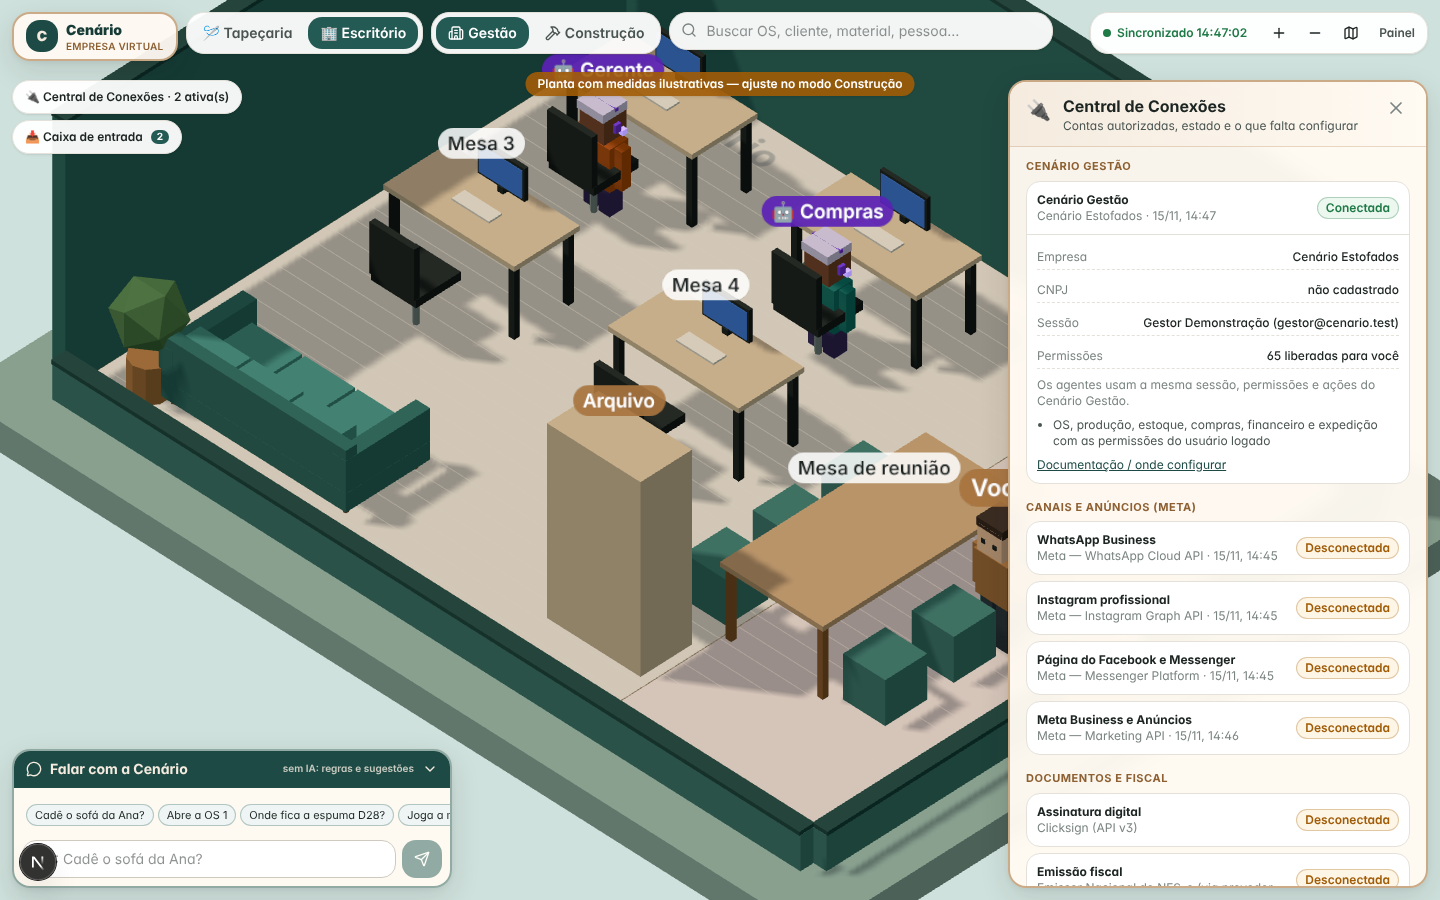 C
Cenário
EMPRESA VIRTUAL
Tapeçaria
Escritório
Gestão
Construção
Buscar OS, cliente, material, pessoa...
Sincronizado 14:47:02
Painel
Central de Conexões · 2 ativa(s)
Caixa de entrada 2
Gerente
Planta com medidas ilustrativas — ajuste no modo Construção
Mesa 3
Compras
Mesa 4
Arquivo
Mesa de reunião
Central de Conexões
Contas autorizadas, estado e o que falta configurar
CENÁRIO GESTÃO
Cenário Gestão
Cenário Estofados · 15/11, 14:47
Conectada
Empresa
Cenário Estofados
CNPJ
não cadastrado
Sessão
Gestor Demonstração (gestor@cenario.test)
Permissões
65 liberadas para você
Os agentes usam a mesma sessão, permissões e ações do
Cenário Gestão.
• OS, produção, estoque, compras, financeiro e expedição
com as permissões do usuário logado
Documentação / onde configurar
CANAIS E ANÚNCIOS (META)
WhatsApp Business
Meta — WhatsApp Cloud API · 15/11, 14:45
Desconectada
Instagram profissional
Meta — Instagram Graph API · 15/11, 14:45
Desconectada
Página do Facebook e Messenger
Meta — Messenger Platform · 15/11, 14:45
Desconectada
Meta Business e Anúncios
Meta — Marketing API · 15/11, 14:46
Desconectada
DOCUMENTOS E FISCAL
Assinatura digital
Clicksign (API v3)
Desconectada
Emissão fiscal
Desconectada
Falar com a Cenário
sem IA: regras e sugestões
Cadê o sofá da Ana?
Abre a OS 1
Onde fica a espuma D28?
Joga a
Cadê o sofá da Ana?
N